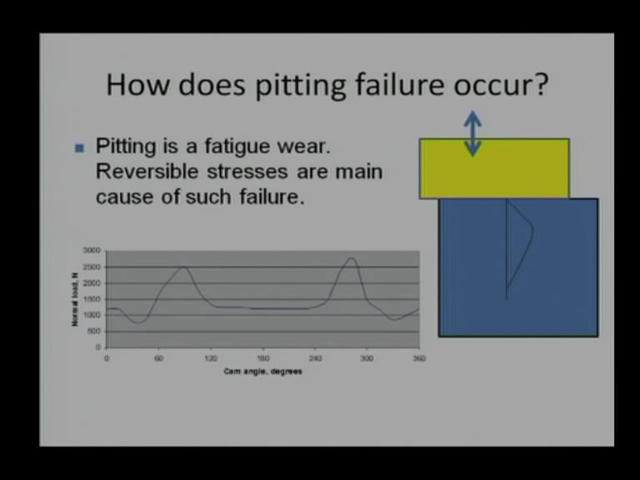 How does pitting failure occur?
Pitting is a fatigue wear.
Reversible stresses are main
cause of such failure.
3000
2500
2000
1500
1000
500
0
Normal load, N
0 60 120 180 240 300 360
Cam angle, degrees